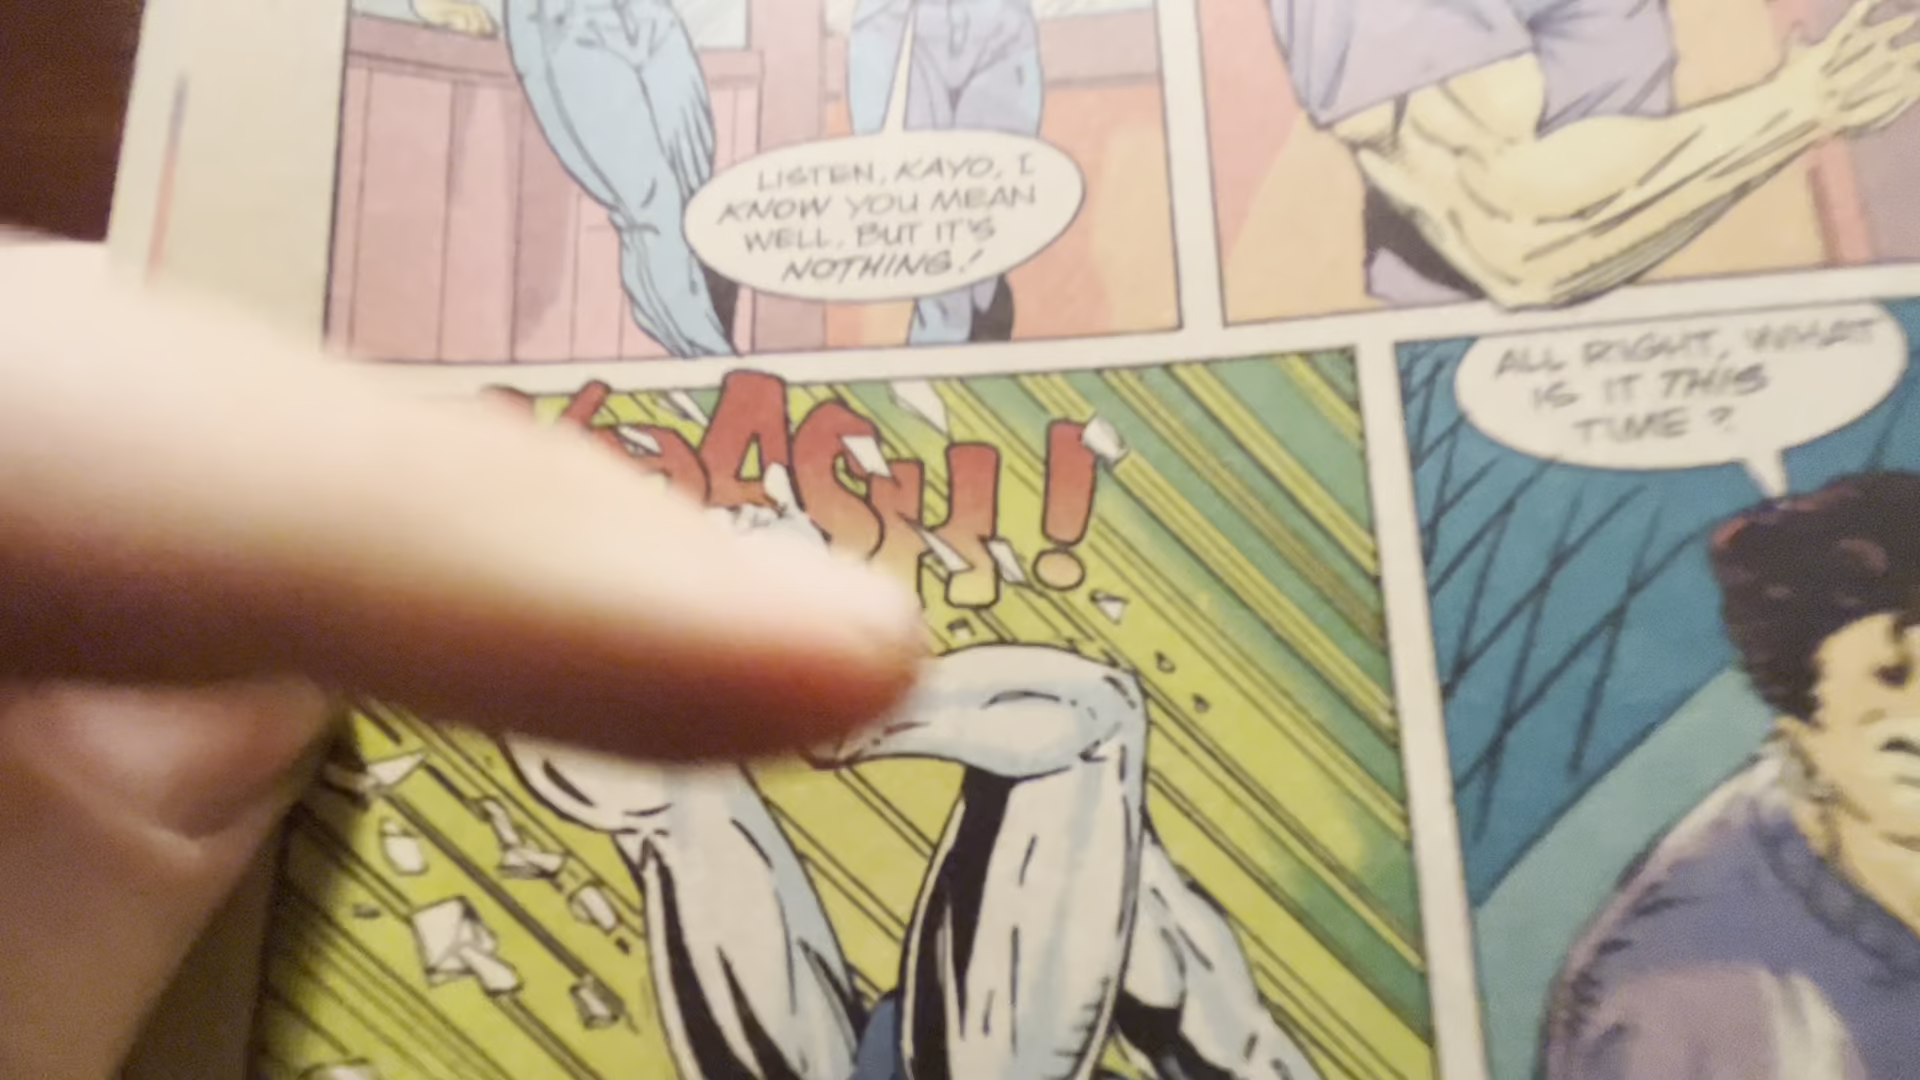 LISTEN, KAYO, I
KNOW YOU MEAN
WELL, BUT IT'S
NOTHING!
ALL RIGHT, WHAT
IS IT THIS
TIME?